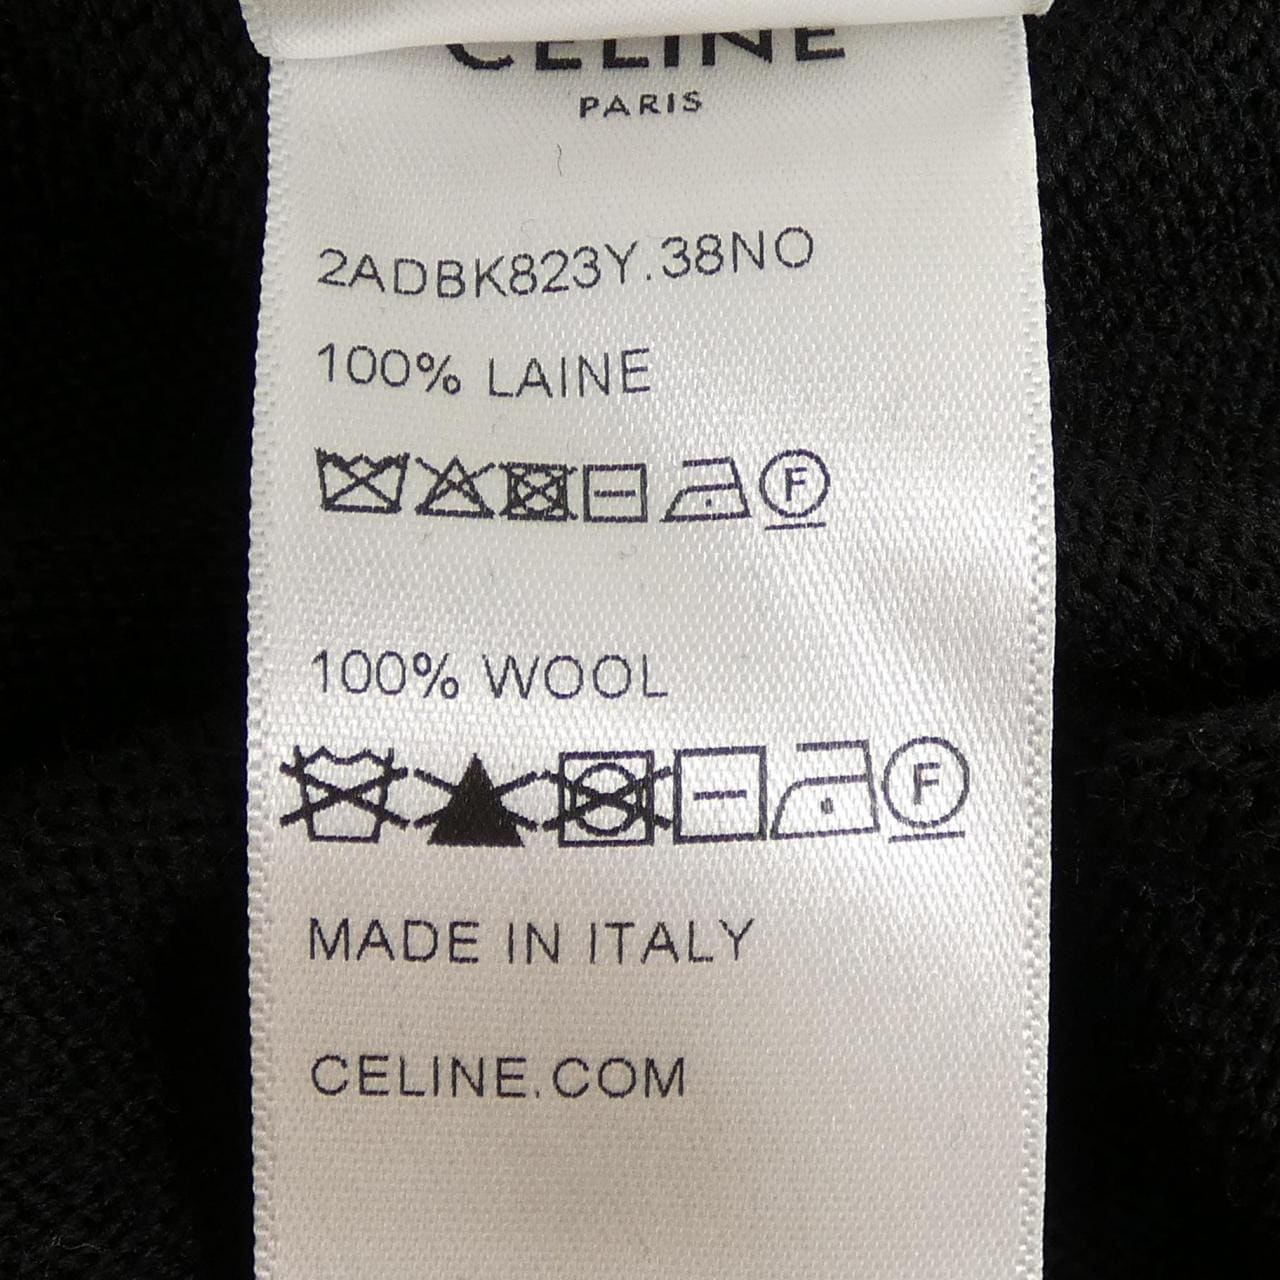 CELINE
PARIS
2ADBK823Y.38NO
100% LAINE
F
100% WOOL
F
MADE IN ITALY
CELINE.COM